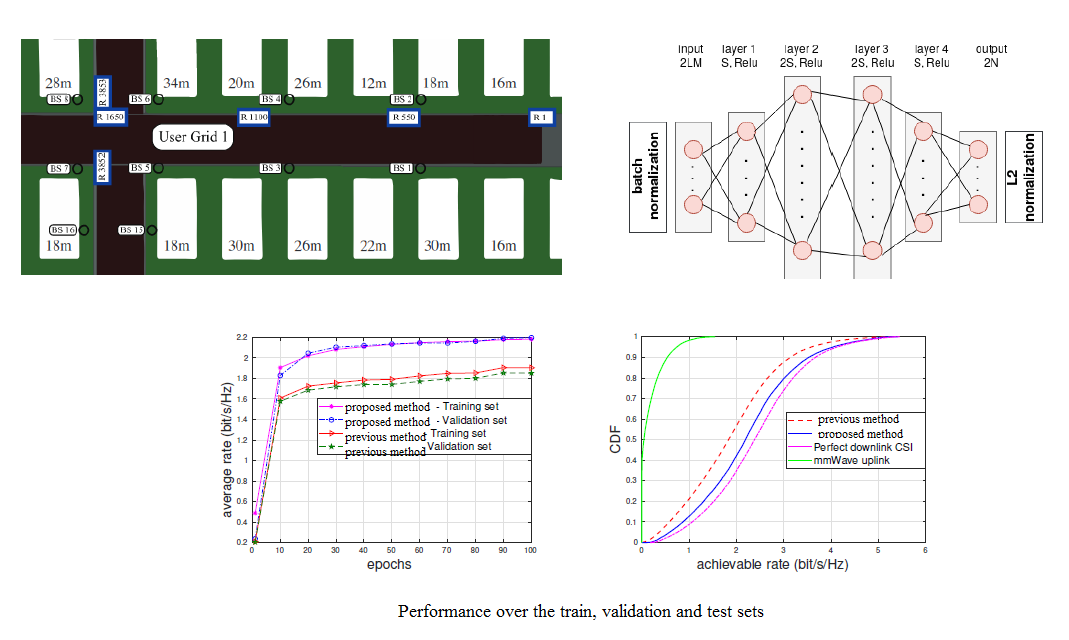 28m
34m
20m
26m
12m
18m
16m
BS 8
R 3853
BS 6
BS 4
BS 2
R 1650
R 1100
R 550
R 1
User Grid 1
BS 7
R 3852
BS 5
BS 3
BS 1
BS 16
BS 15
18m
18m
30m
26m
22m
30m
16m
input
2LM
layer 1
S, Relu
layer 2
2S, Relu
layer 3
2S, Relu
layer 4
S, Relu
output
2N
batch
normalization
L2
normalization
2.2
2
1.8
1.6
1.4
1.2
1
0.8
0.6
0.4
0.2
average rate (bit/s/Hz)
proposed method - Training set
proposed method - Validation set
previous method - Training set
previous method - Validation set
0 10 20 30 40 50 60 70 80 90 100
epochs
1
0.9
0.8
0.7
0.6
0.5
0.4
0.3
0.2
0.1
0
CDF
previous method
proposed method
Perfect downlink CSI
mmWave uplink
0 1 2 3 4 5 6
achievable rate (bit/s/Hz)
Performance over the train, validation and test sets